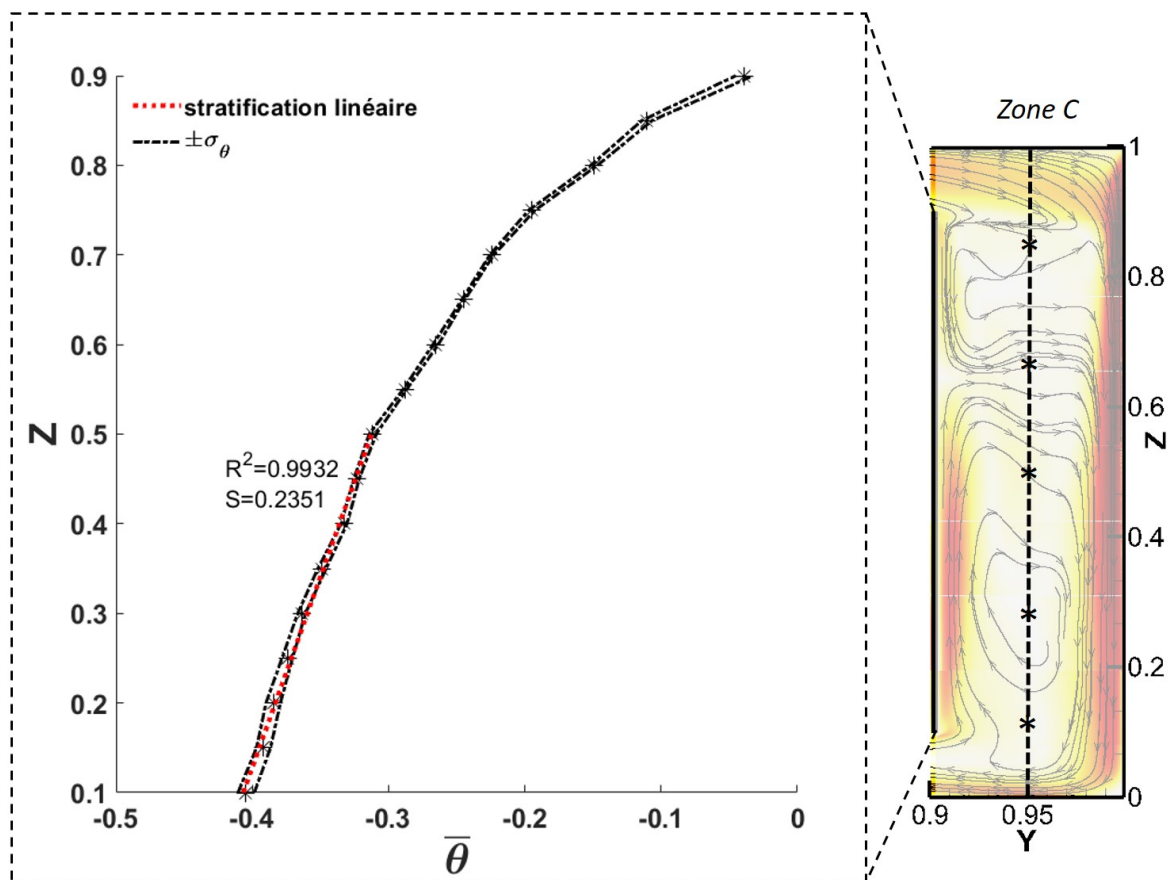 0.9
stratification linéaire
±σθ
0.8
0.7
0.6
0.5
Z
R²=0.9932
S=0.2351
0.4
0.3
0.2
0.1
-0.5 -0.4 -0.3 -0.2 -0.1 0
θ̅
Zone C
1
0.8
0.6
Z
0.4
0.2
0
0.9 0.95
Y